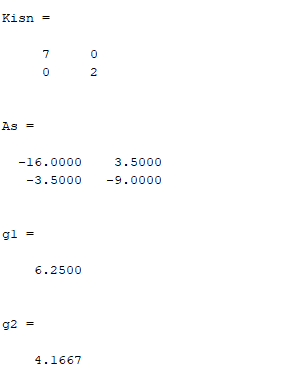 Kisn =
7 0
0 2
As =
-16.0000 3.5000
-3.5000 -9.0000
g1 =
6.2500
g2 =
4.1667